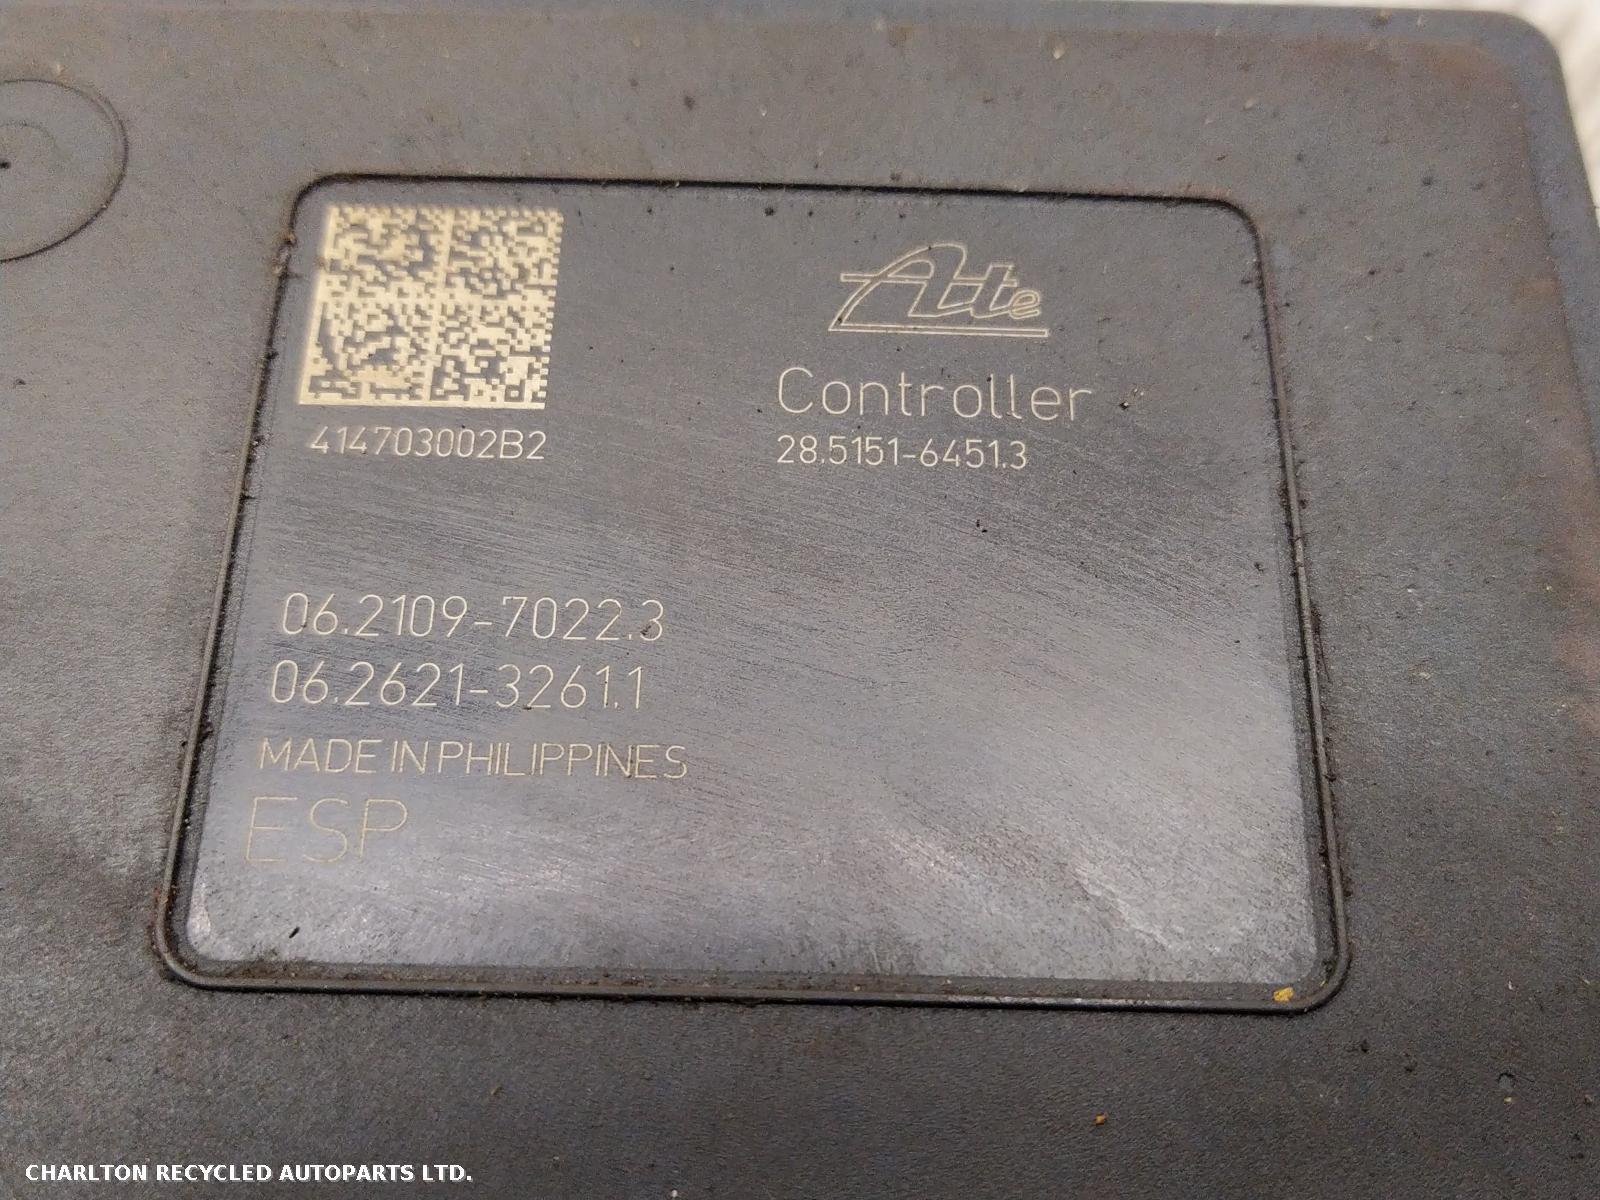 Ate
Controller
28.5151-6451.3
414703002B2
06.2109-7022.3
06.2621-3261.1
MADE IN PHILIPPINES
ESP
CHARLTON RECYCLED AUTOPARTS LTD.